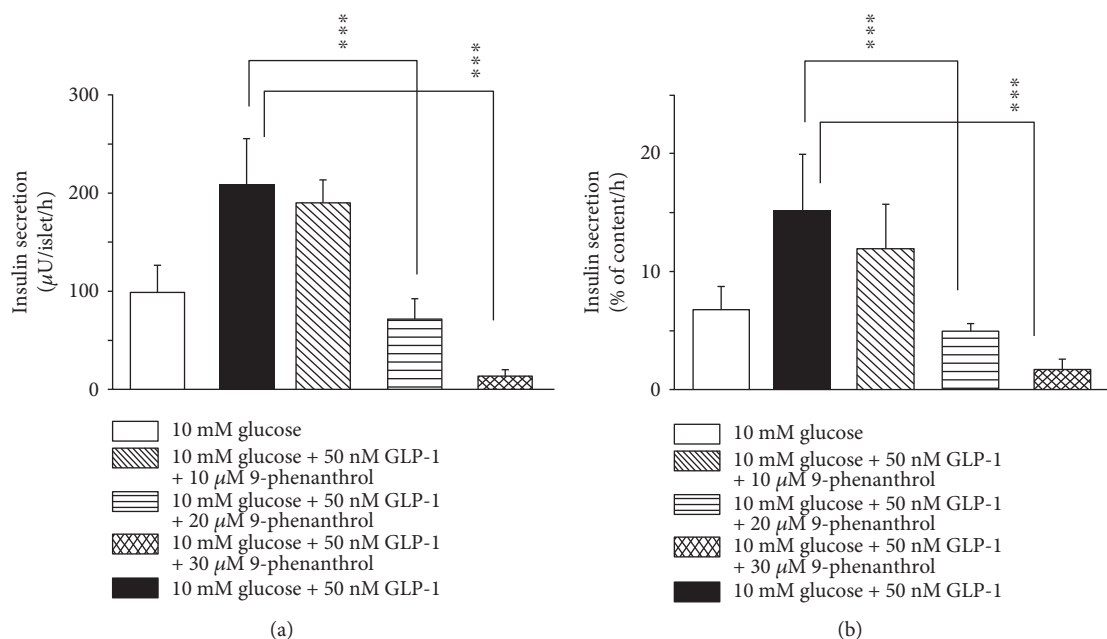 ***
***
300
200
100
0
Insulin secretion
(μU/islet/h)
10 mM glucose
10 mM glucose + 50 nM GLP-1
+ 10 μM 9-phenanthrol
10 mM glucose + 50 nM GLP-1
+ 20 μM 9-phenanthrol
10 mM glucose + 50 nM GLP-1
+ 30 μM 9-phenanthrol
10 mM glucose + 50 nM GLP-1
(a)
***
***
20
10
0
Insulin secretion
(% of content/h)
10 mM glucose
10 mM glucose + 50 nM GLP-1
+ 10 μM 9-phenanthrol
10 mM glucose + 50 nM GLP-1
+ 20 μM 9-phenanthrol
10 mM glucose + 50 nM GLP-1
+ 30 μM 9-phenanthrol
10 mM glucose + 50 nM GLP-1
(b)